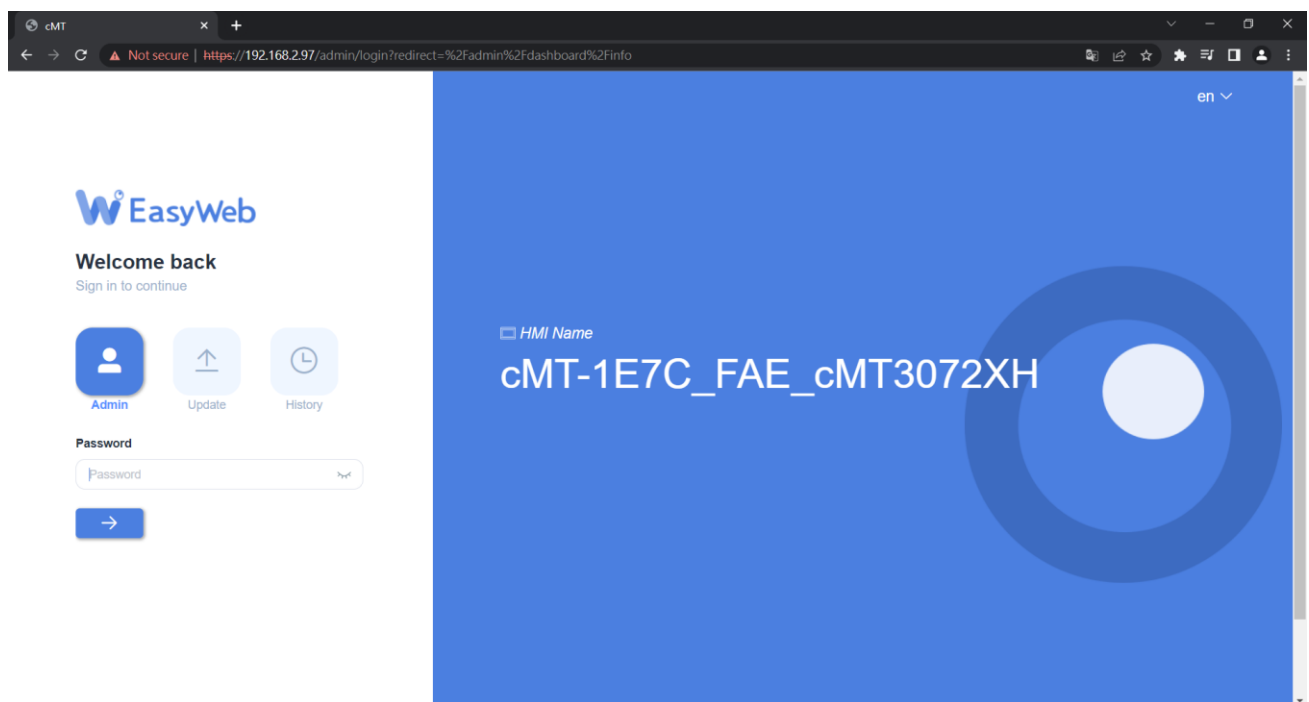 cMT
Not secure | https://192.168.2.97/admin/login?redirect=%2Fadmin%2Fdashboard%2Finfo
en
EasyWeb
Welcome back
Sign in to continue
Admin Update History
Password
Password
HMI Name
cMT-1E7C_FAE_cMT3072XH